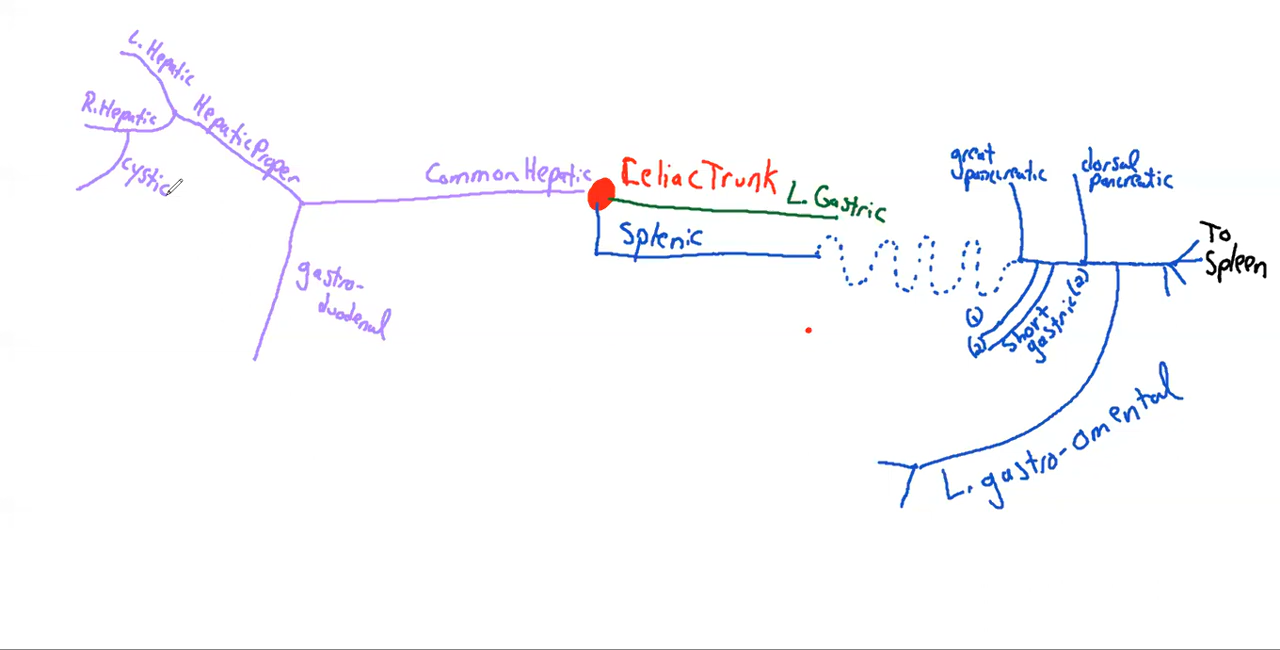 L. Hepatic
R. Hepatic
Hepatic Proper
cystic
Common Hepatic
Celiac Trunk
L. Gastric
Splenic
gastro-
duodenal
great
pancreatic
dorsal
pancreatic
To
Spleen
(1)
(2)
short
gastric (2)
L. gastro-omental